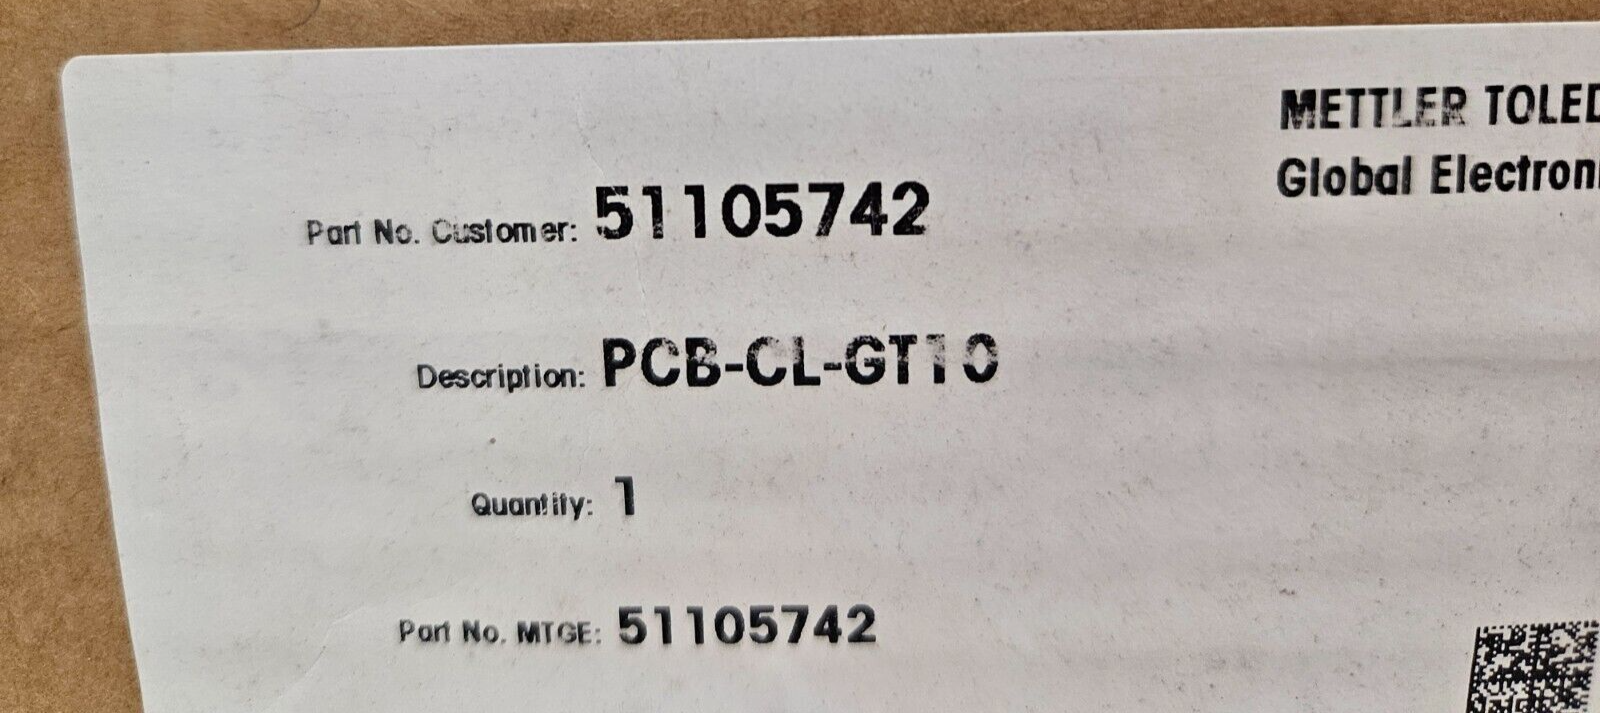 METTLER TOLED
Global Electron
Part No. Customer: 51105742
Description: PCB-CL-GT10
Quantity: 1
Part No. MTGE: 51105742